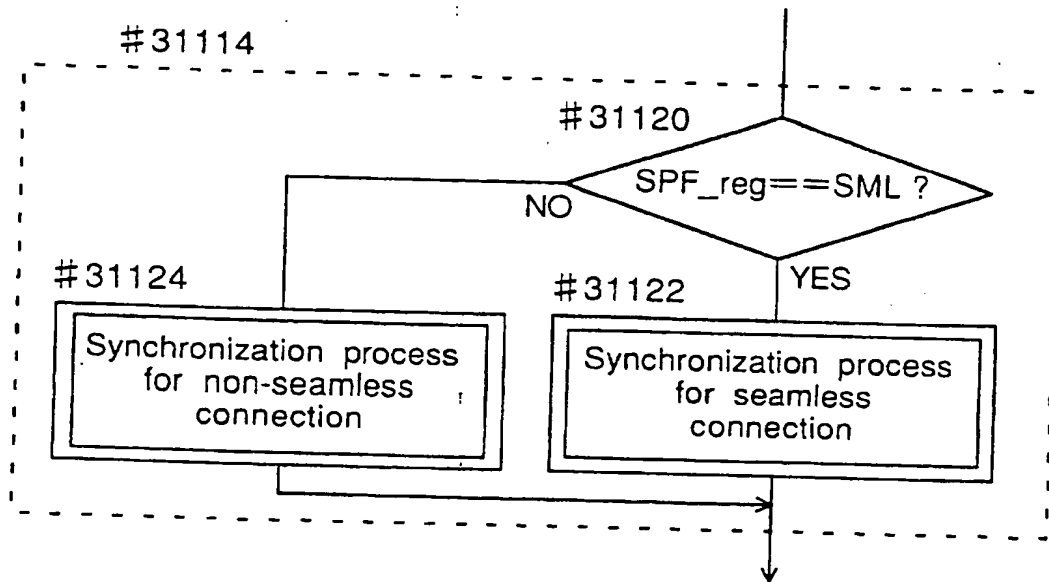 #31114
#31120
SPF_reg==SML ?
NO
YES
#31124
Synchronization process
for non-seamless
connection
#31122
Synchronization process
for seamless
connection